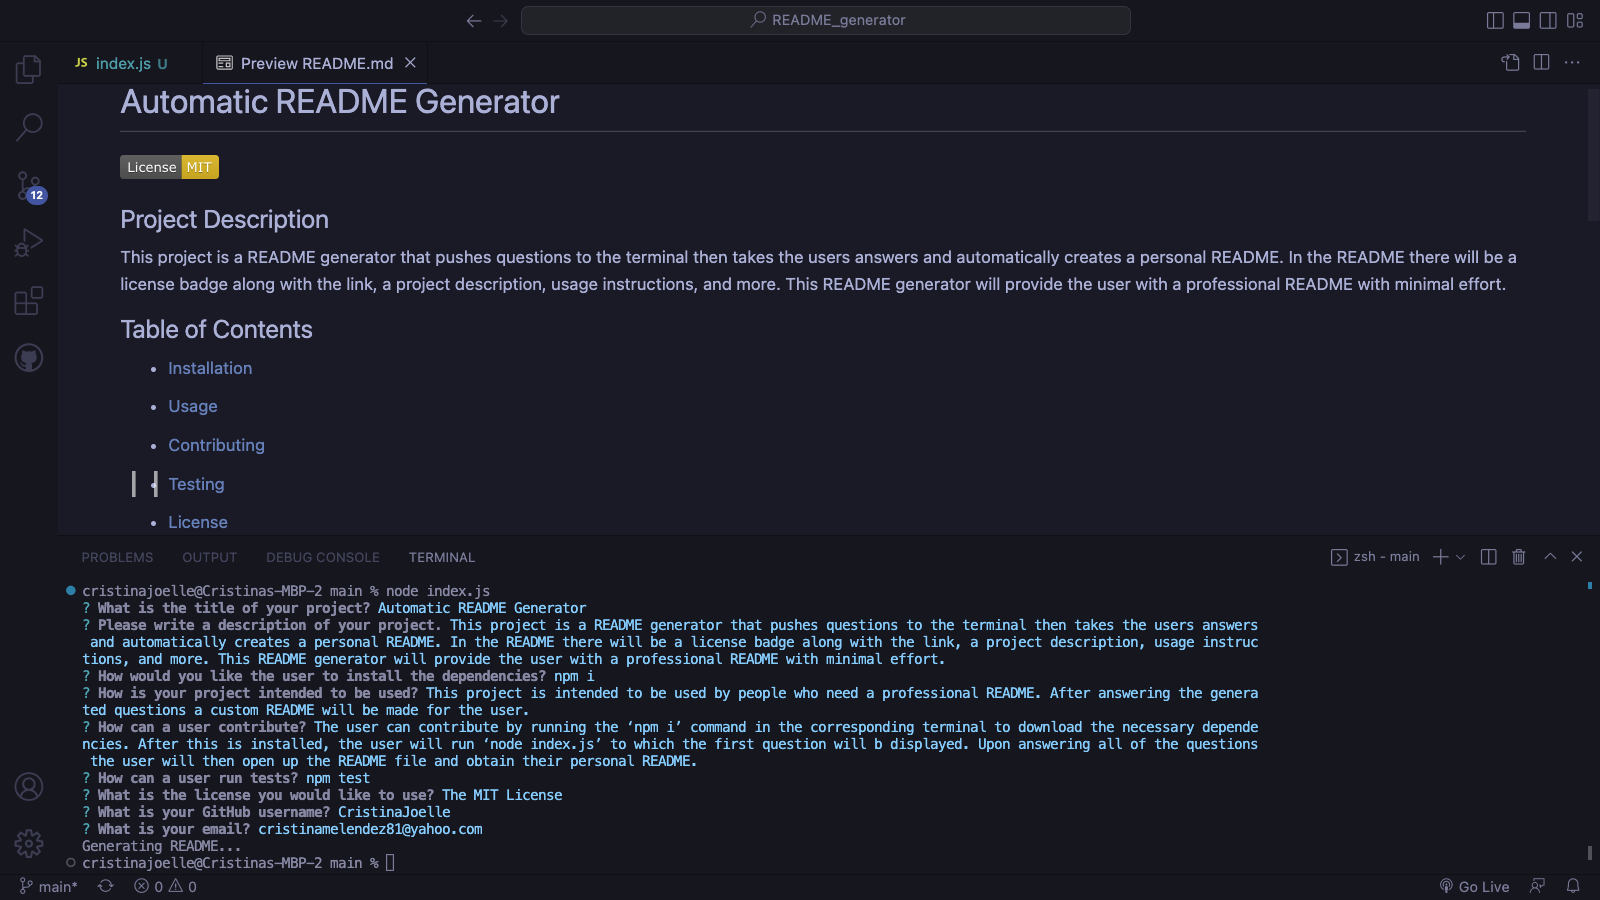 README_generator
JS index.js U
Preview README.md
Automatic README Generator
License MIT
12
Project Description
This project is a README generator that pushes questions to the terminal then takes the users answers and automatically creates a personal README. In the README there will be a
license badge along with the link, a project description, usage instructions, and more. This README generator will provide the user with a professional README with minimal effort.
Table of Contents
• Installation
• Usage
• Contributing
• Testing
• License
PROBLEMS OUTPUT DEBUG CONSOLE TERMINAL
zsh - main
cristinajoelle@Cristinas-MBP-2 main % node index.js
? What is the title of your project? Automatic README Generator
? Please write a description of your project. This project is a README generator that pushes questions to the terminal then takes the users answers
and automatically creates a personal README. In the README there will be a license badge along with the link, a project description, usage instruc
tions, and more. This README generator will provide the user with a professional README with minimal effort.
? How would you like the user to install the dependencies? npm i
? How is your project intended to be used? This project is intended to be used by people who need a professional README. After answering the genera
ted questions a custom README will be made for the user.
? How can a user contribute? The user can contribute by running the ‘npm i’ command in the corresponding terminal to download the necessary depende
ncies. After this is installed, the user will run ‘node index.js’ to which the first question will b displayed. Upon answering all of the questions
the user will then open up the README file and obtain their personal README.
? How can a user run tests? npm test
? What is the license you would like to use? The MIT License
? What is your GitHub username? CristinaJoelle
? What is your email? cristinamelendez81@yahoo.com
Generating README...
cristinajoelle@Cristinas-MBP-2 main %
main* 0 0
Go Live